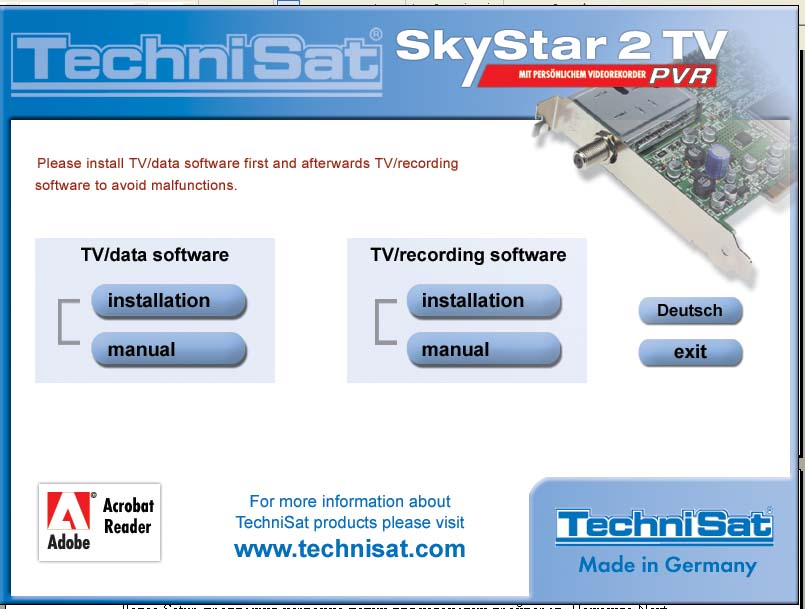 TechniSat®
SkyStar 2 TV
MIT PERSÖNLICHEM VIDEOREKORDER PVR
Please install TV/data software first and afterwards TV/recording
software to avoid malfunctions.
TV/data software
installation
manual
TV/recording software
installation
manual
Deutsch
exit
Adobe
©
Acrobat
Reader
For more information about
TechniSat products please visit
www.technisat.com
TechniSat®
Made in Germany